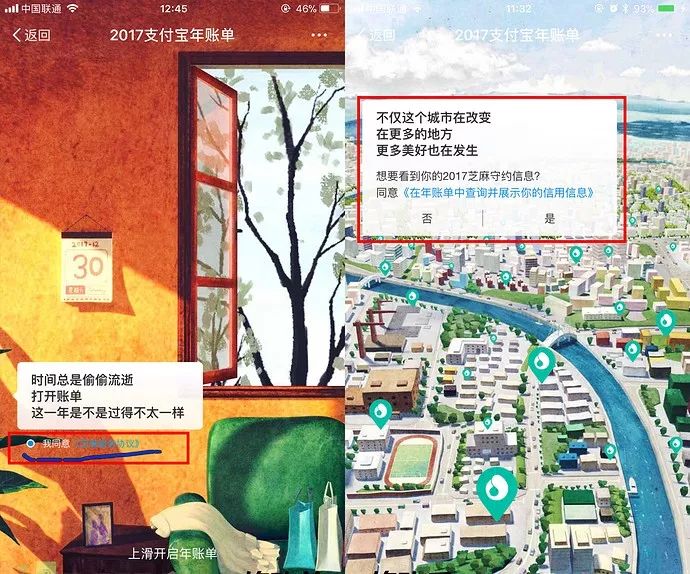 中国联通
12:45
46%
返回
2017支付宝年账单
2017-12
30
时间总是偷偷流逝
打开账单
这一年是不是过得不太一样
我同意
协议》
上滑开启年账单
中国联通
11:32
93%
返回
2017支付宝年账单
不仅这个城市在改变
在更多的地方
更多美好也在发生
想要看到你的2017芝麻守约信息?
同意《在年账单中查询并展示你的信用信息》
否
是